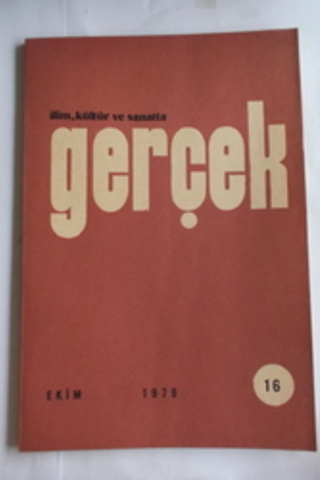 ilim, kültür ve sanatta
gerçek
EKİM 1979 16